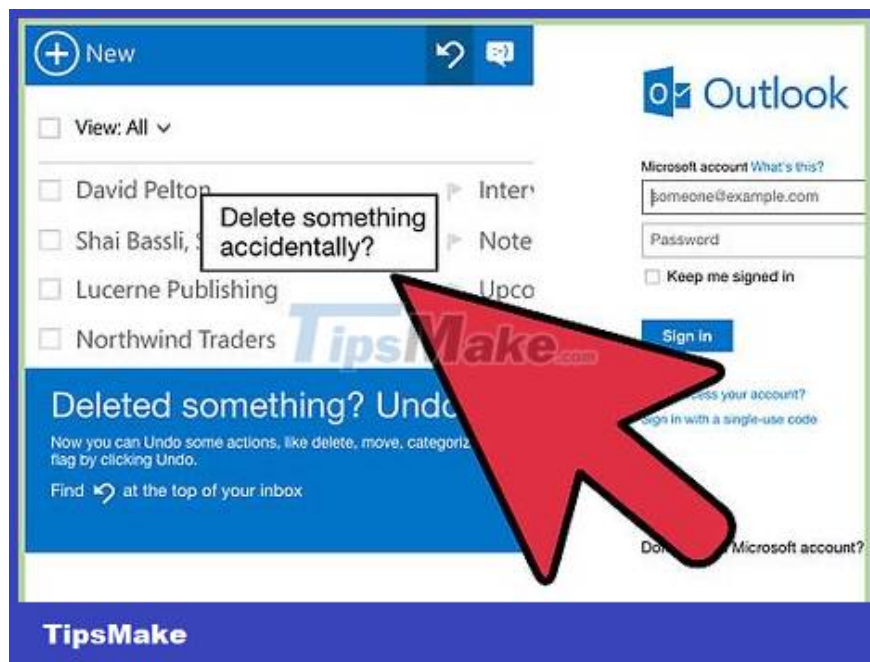 New
View: All
David Pelton
Inter
Delete something
accidentally?
Shai Bassli,
Note
Lucerne Publishing
Upco
Northwind Traders
TipsMake.com
Deleted something? Undo
Now you can Undo some actions, like delete, move, categoriz
flag by clicking Undo.
Find at the top of your inbox
Outlook
Microsoft account What's this?
someone@example.com
Password
Keep me signed in
Sign in
your account?
Sign in with a single-use code
Microsoft account?
TipsMake